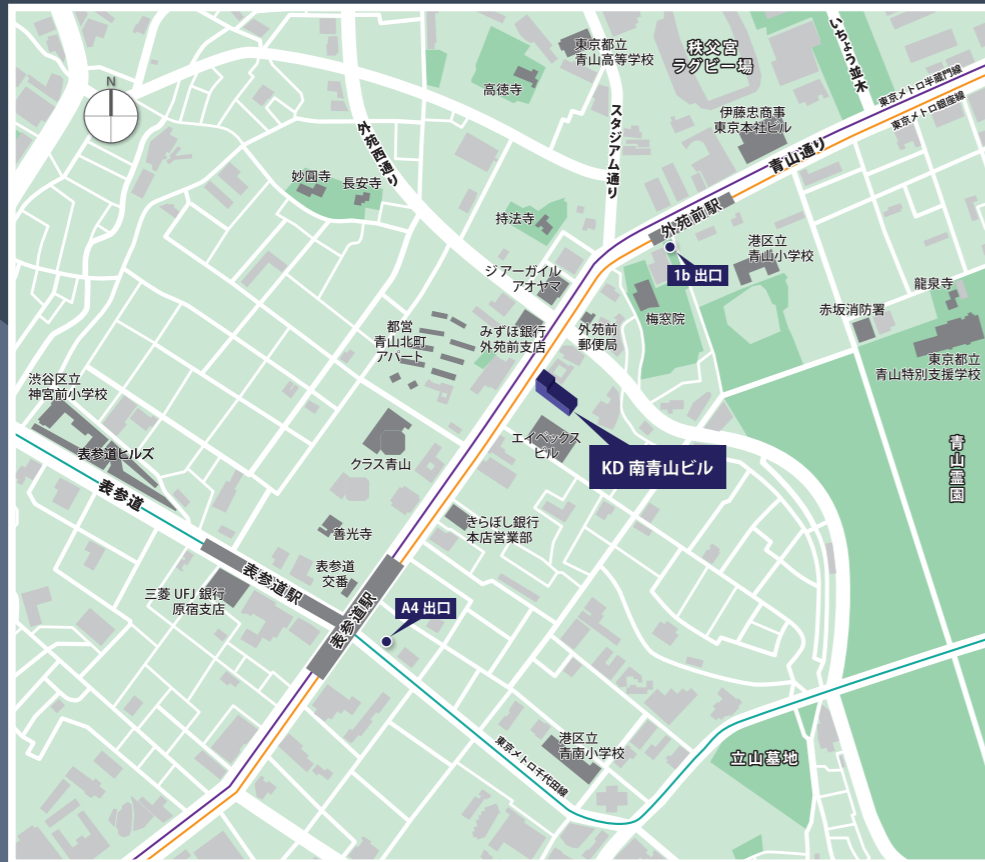 N
高徳寺
東京都立
青山高等学校
秩父宮
ラグビー場
いちょう並木
東京メトロ半蔵門線
東京メトロ銀座線
伊藤忠商事
東京本社ビル
青山通り
スタジアム通り
外苑西通り
妙圓寺
長安寺
持法寺
外苑前駅
1b 出口
港区立
青山小学校
龍泉寺
赤坂消防署
東京都立
青山特別支援学校
ジ アーガイル
アオヤマ
梅窓院
都営
青山北町
アパート
みずほ銀行
外苑前支店
外苑前
郵便局
渋谷区立
神宮前小学校
表参道ヒルズ
表参道
クラス青山
エイベックス
ビル
KD 南青山ビル
青山霊園
きらぼし銀行
本店営業部
善光寺
表参道
交番
表参道駅
三菱 UFJ 銀行
原宿支店
表参道駅
A4 出口
東京メトロ千代田線
港区立
青南小学校
立山墓地